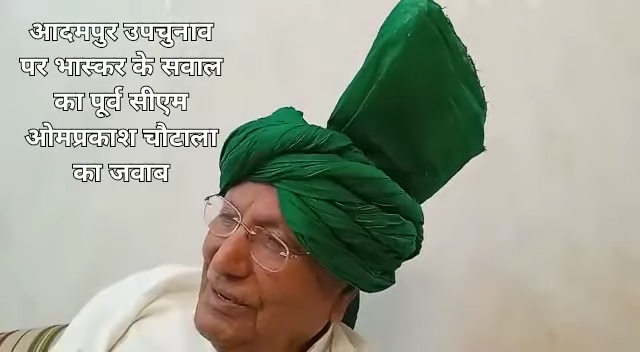 आदमपुर उपचुनाव
पर भास्कर के सवाल
का पूर्व सीएम
ओमप्रकाश चौटाला
का जवाब